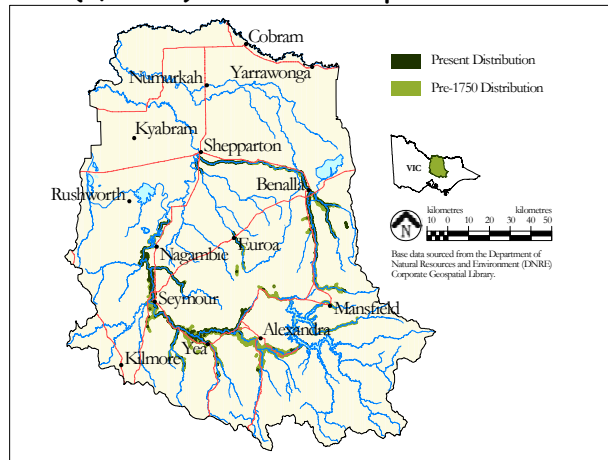 Cobram
Numurkah
Yarrawonga
Kyabram
Shepparton
Benalla
Rushworth
Euroa
Nagambie
Seymour
Mansfield
Alexandra
Yea
Kilmore
Present Distribution
Pre-1750 Distribution
VIC
N
kilometres kilometres
10 0 10 20 30 40 50
Base data sourced from the Department of
Natural Resources and Environment (DNRE)
Corporate Geospatial Library.